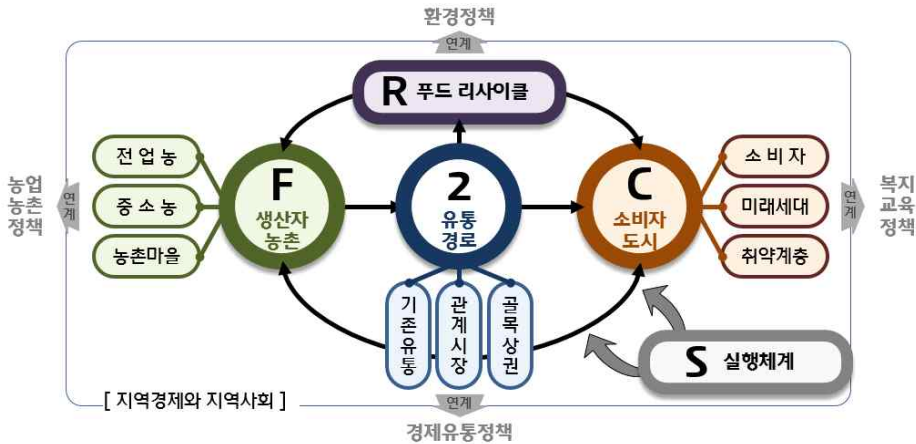 환경정책
연계
R 푸드 리사이클
전업농
중소농
농촌마을
F
생산자
농촌
2
유통
경로
C
소비자
도시
소비자
미래세대
취약계층
농업
농촌
정책
연계
연계
복지
교육
정책
기존유통
관계시장
골목상권
S 실행체계
[ 지역경제와 지역사회 ]
연계
경제유통정책